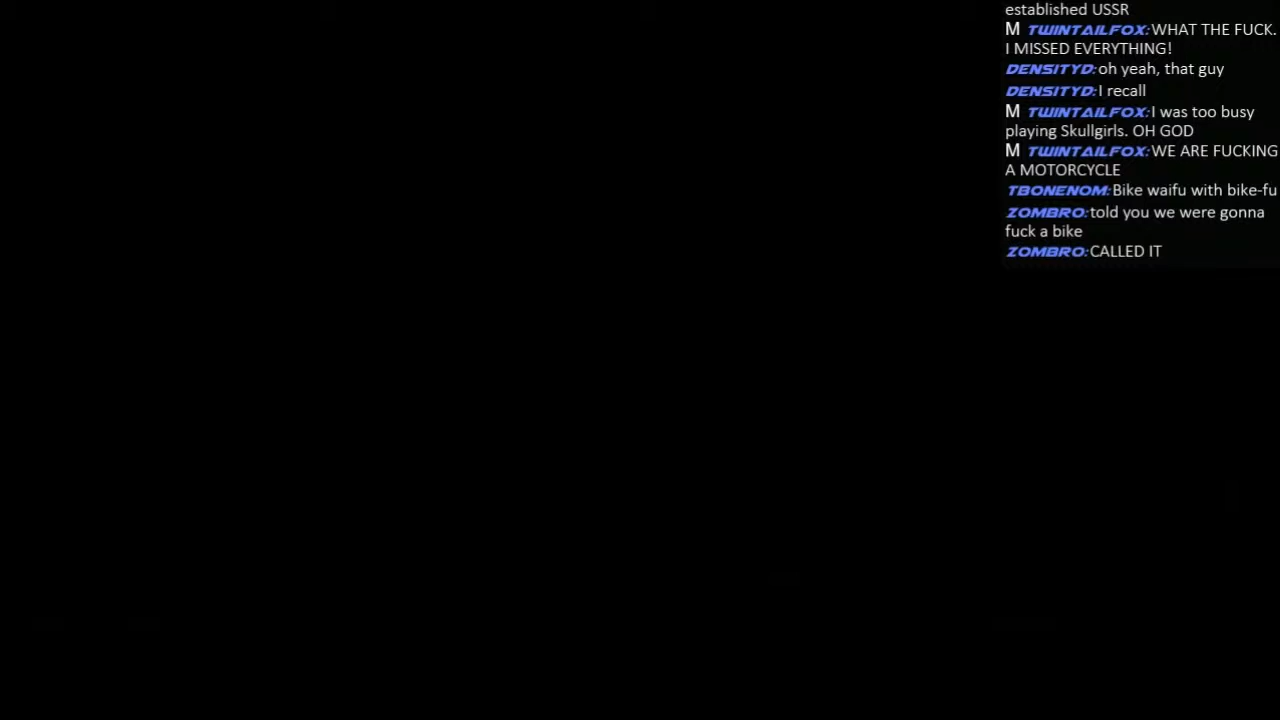 established USSR
M TWINTAILFOX:WHAT THE FUCK.
I MISSED EVERYTHING!
DENSITYD:oh yeah, that guy
DENSITYD:I recall
M TWINTAILFOX:I was too busy
playing Skullgirls. OH GOD
M TWINTAILFOX:WE ARE FUCKING
A MOTORCYCLE
TBONENOM:Bike waifu with bike-fu
ZOMBRO:told you we were gonna
fuck a bike
ZOMBRO:CALLED IT